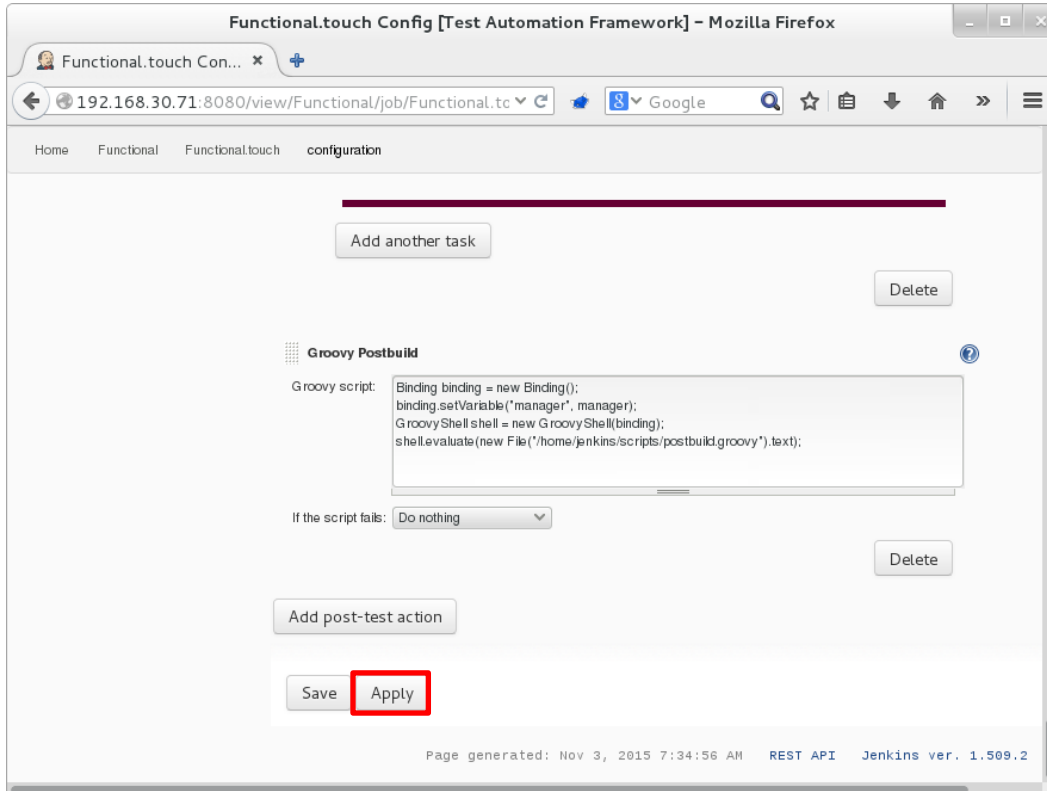 Functional.touch Config [Test Automation Framework] – Mozilla Firefox
Functional.touch Con...
192.168.30.71:8080/view/Functional/job/Functional.tc
8 Google
Home Functional Functional.touch configuration
Add another task
Delete
Groovy Postbuild
Groovy script:
Binding binding = new Binding();
binding.setVariable("manager", manager);
GroovyShell shell = new GroovyShell(binding);
shell.evaluate(new File("/home/jenkins/scripts/postbuild.groovy").text);
If the script fails: Do nothing
Delete
Add post-test action
Save Apply
Page generated: Nov 3, 2015 7:34:56 AM REST API Jenkins ver. 1.509.2